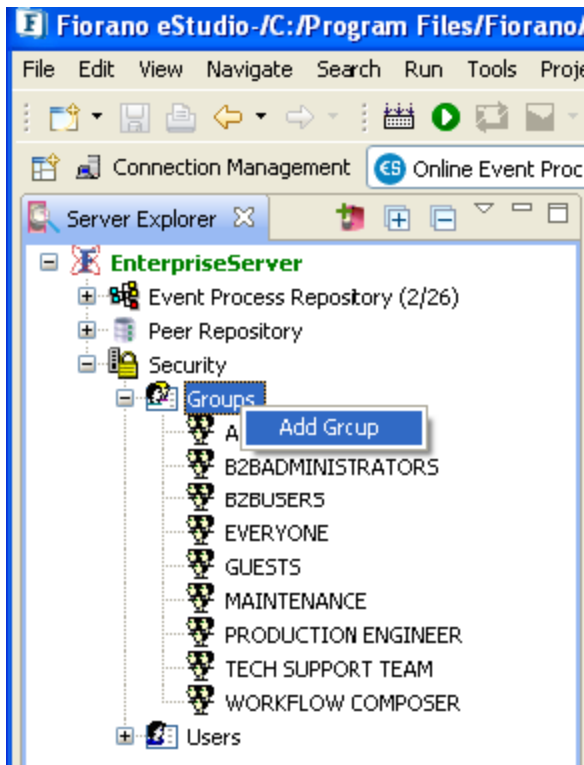 Fiorano eStudio-/C:/Program Files/Fiorano/
File Edit View Navigate Search Run Tools Proje
Connection Management Online Event Proc
Server Explorer
EnterpriseServer
Event Process Repository (2/26)
Peer Repository
Security
Groups
Add Group
A
B2BADMINISTRATORS
B2BUSERS
EVERYONE
GUESTS
MAINTENANCE
PRODUCTION ENGINEER
TECH SUPPORT TEAM
WORKFLOW COMPOSER
Users